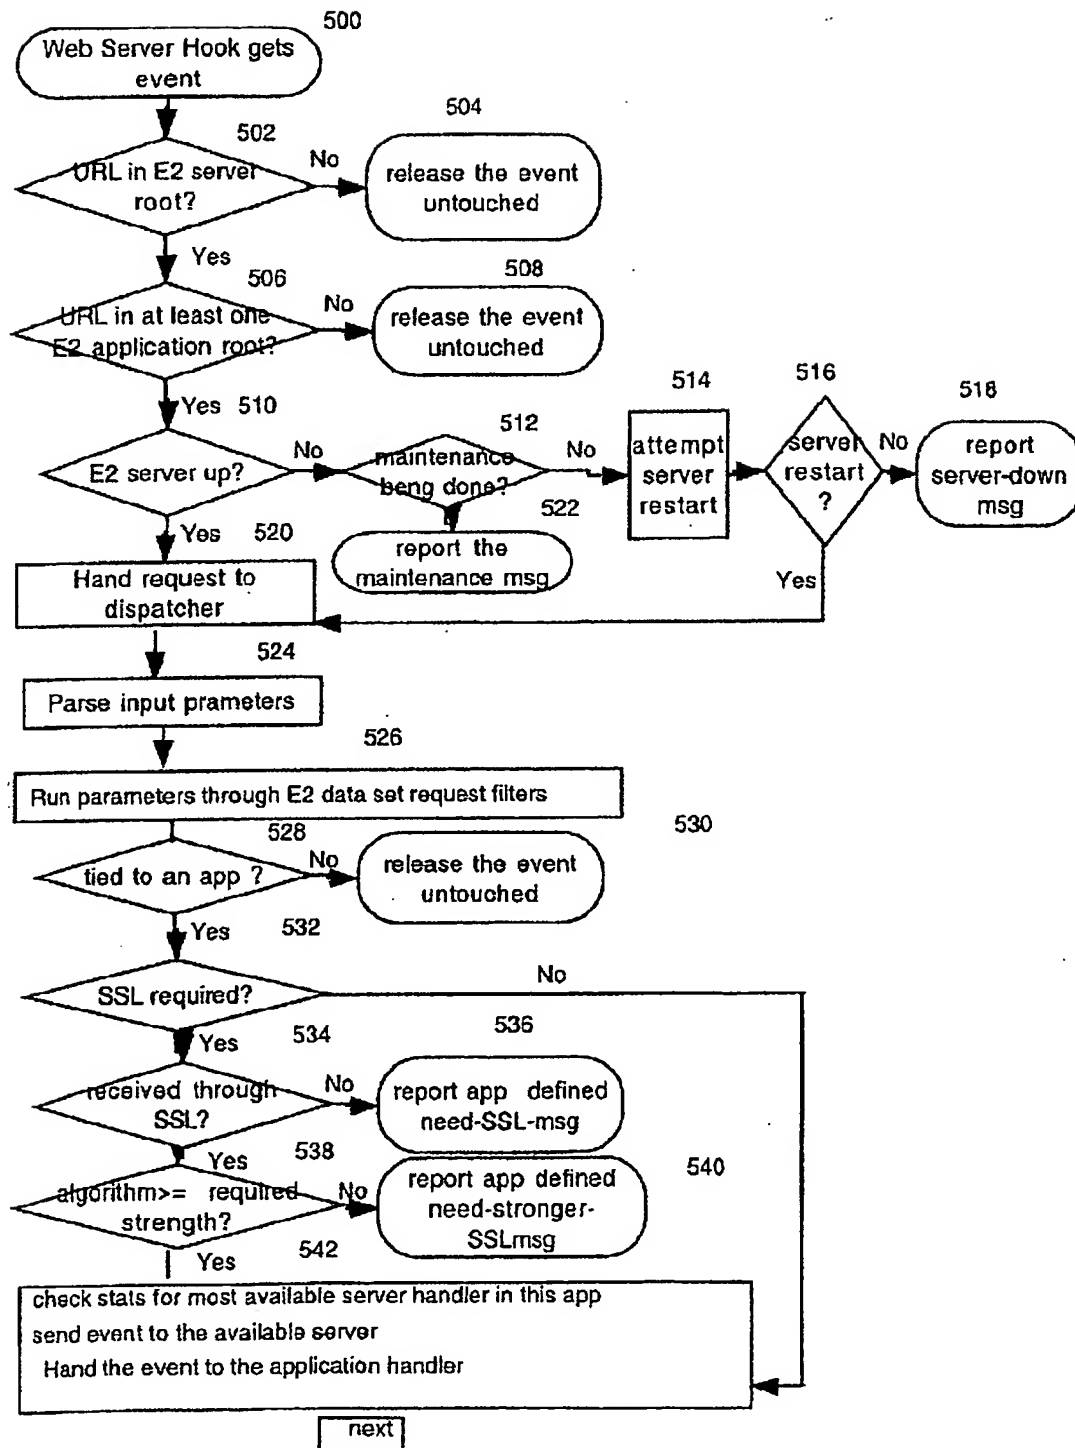 500
Web Server Hook gets
event
504
502
URL in E2 server
root?
No
release the event
untouched
Yes
506
508
URL in at least one
E2 application root?
No
release the event
untouched
Yes 510
512
514
516
518
E2 server up?
No
maintenance
beng done?
No
attempt
server
restart
server
restart
?
No
report
server-down
msg
Yes
520
522
report the
maintenance msg
Yes
Hand request to
dispatcher
524
Parse input prameters
526
Run parameters through E2 data set request filters
528
530
tied to an app ?
No
release the event
untouched
Yes
532
SSL required?
No
Yes
534
536
received through
SSL?
No
report app defined
need-SSL-msg
Yes
538
540
algorithm>= required
strength?
No
report app defined
need-stronger-
SSLmsg
Yes
542
check stats for most available server handler in this app
send event to the available server
Hand the event to the application handler
next